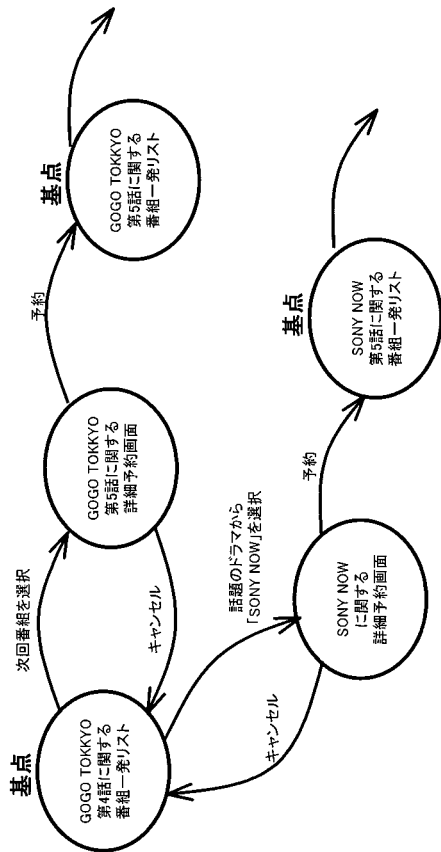 基点
GOGO TOKKYO
第4話に関する
番組一発リスト
次回番組を選択
キャンセル
GOGO TOKKYO
第5話に関する
詳細予約画面
予約
基点
GOGO TOKKYO
第5話に関する
番組一発リスト
話題のドラマから
「SONY NOW」を選択
キャンセル
SONY NOW
に関する
詳細予約画面
予約
基点
SONY NOW
第5話に関する
番組一発リスト